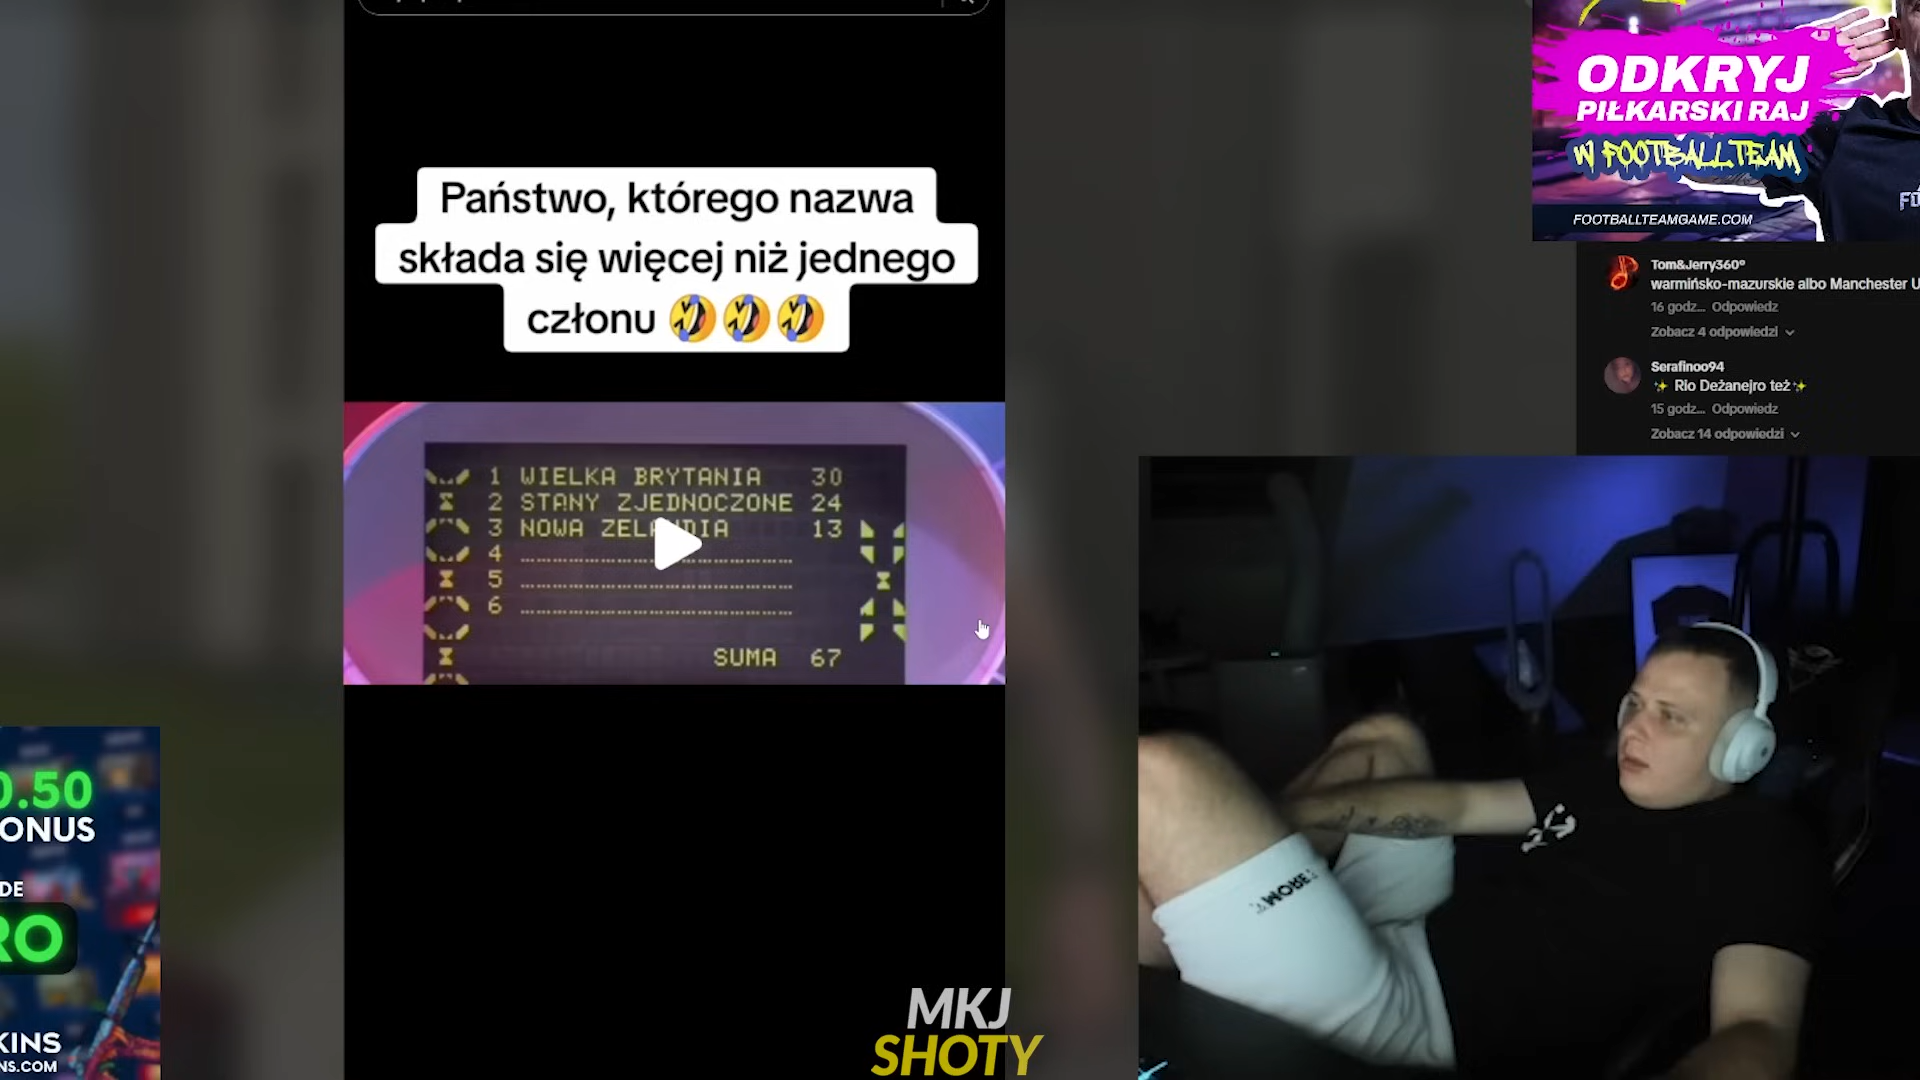 Państwo, którego nazwa
składa się więcej niż jednego
członu 🤣🤣🤣
1 WIELKA BRYTANIA 30
2 STANY ZJEDNOCZONE 24
3 NOWA ZELANDIA 13
4
5
6
SUMA 67
ODKRYJ
PIŁKARSKI RAJ
W FOOTBALLTEAM
FOOTBALLTEAMGAME.COM
Tom&Jerry360°
warmińsko-mazurskie albo Manchester U
16 godz... Odpowiedz
Zobacz 4 odpowiedzi
Serafinoo94
✨ Rio Deżanejro też✨
15 godz... Odpowiedz
Zobacz 14 odpowiedzi
0.50
ONUS
DE
RO
KINS
NS.COM
MORE
MKJ
SHOTY